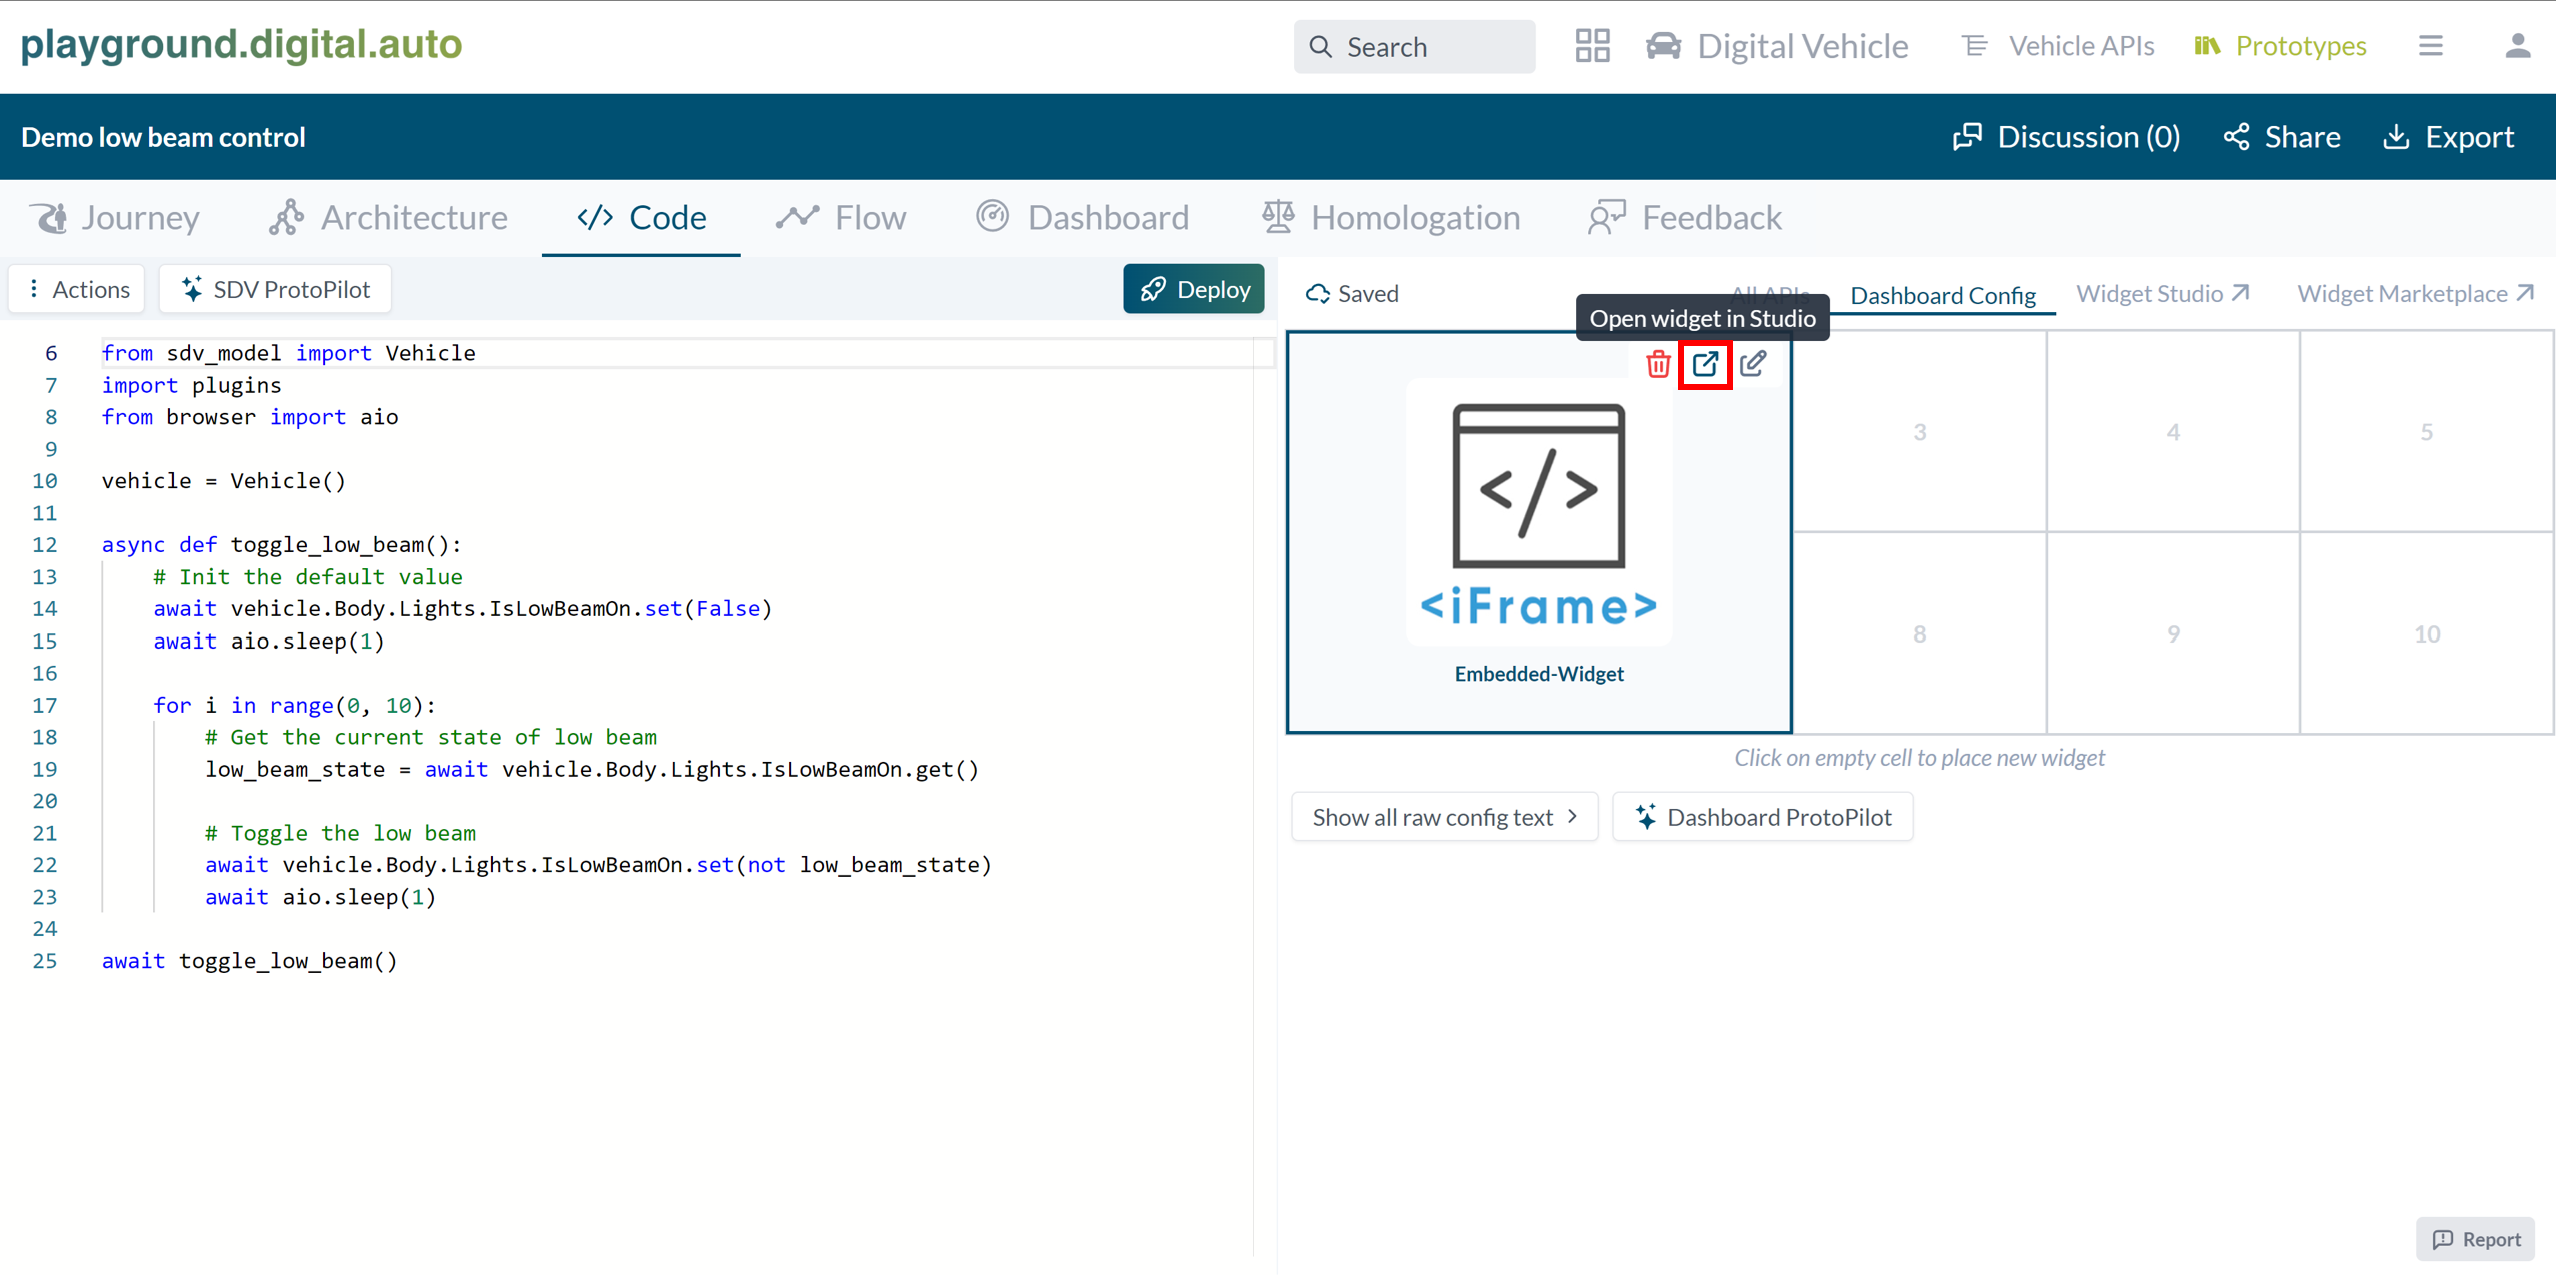 playground.digital.auto
Search
Digital Vehicle
Vehicle APIs
Prototypes
Demo low beam control
Discussion (0)
Share
Export
Journey
Architecture
</> Code
Flow
Dashboard
Homologation
Feedback
Actions
SDV ProtoPilot
Deploy
Saved
All APIs
Dashboard Config
Widget Studio
Widget Marketplace
Open widget in Studio
6 from sdv_model import Vehicle
7 import plugins
8 from browser import aio
9
10 vehicle = Vehicle()
11
12 async def toggle_low_beam():
13 # Init the default value
14 await vehicle.Body.Lights.IsLowBeamOn.set(False)
15 await aio.sleep(1)
16
17 for i in range(0, 10):
18 # Get the current state of low beam
19 low_beam_state = await vehicle.Body.Lights.IsLowBeamOn.get()
20
21 # Toggle the low beam
22 await vehicle.Body.Lights.IsLowBeamOn.set(not low_beam_state)
23 await aio.sleep(1)
24
25 await toggle_low_beam()
</>
<iFrame>
Embedded-Widget
3
4
5
8
9
10
Click on empty cell to place new widget
Show all raw config text
Dashboard ProtoPilot
Report